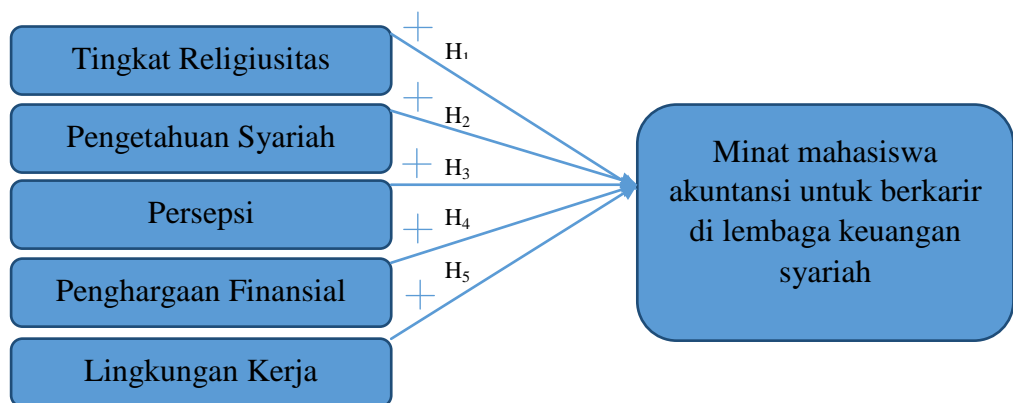 Tingkat Religiusitas
+
H₁
Pengetahuan Syariah
+
H₂
Persepsi
+
H₃
Penghargaan Finansial
+
H₄
Lingkungan Kerja
+
H₅
Minat mahasiswa
akuntansi untuk berkarir
di lembaga keuangan
syariah